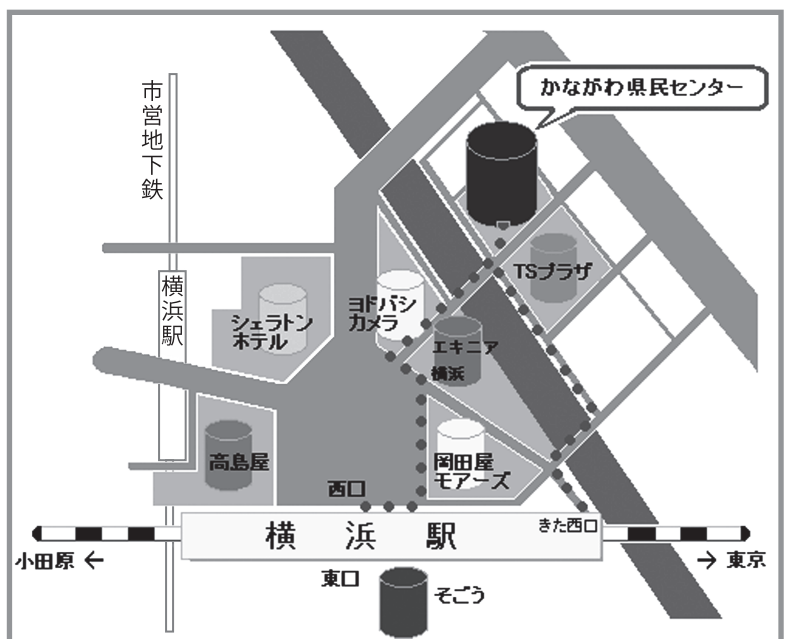 かながわ県民センター
市営地下鉄
TSプラザ
横浜駅
ヨドバシ
カメラ
シェラトン
ホテル
エキニア
横浜
高島屋
岡田屋
モアーズ
西口
きた西口
横浜駅
小田原 ←
→ 東京
東口
そごう